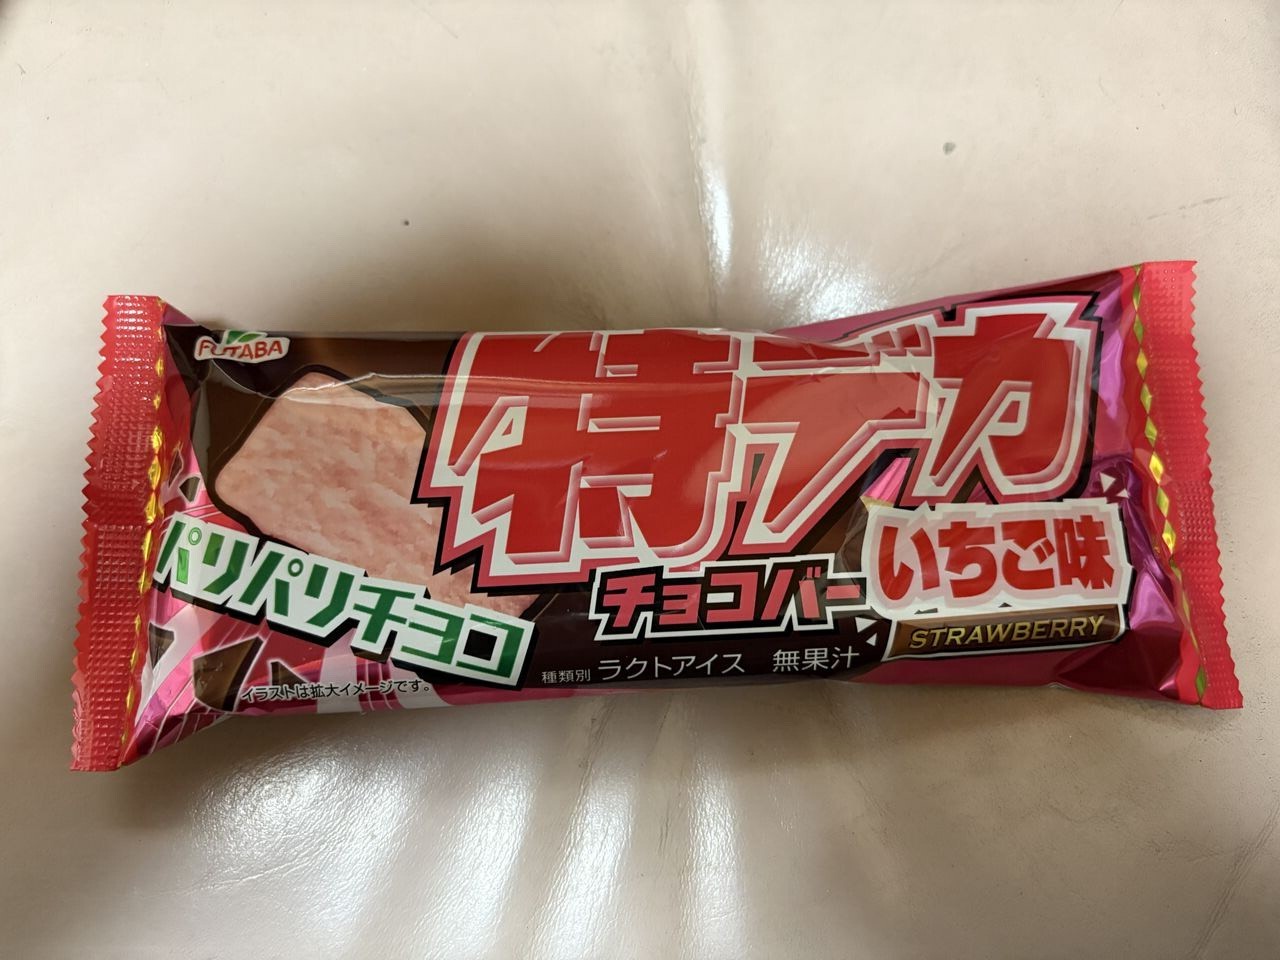 FUTABA
特デカ
チョコバー
いちご味
STRAWBERRY
パリパリチョコ
種類別 ラクトアイス 無果汁
イラストは拡大イメージです。